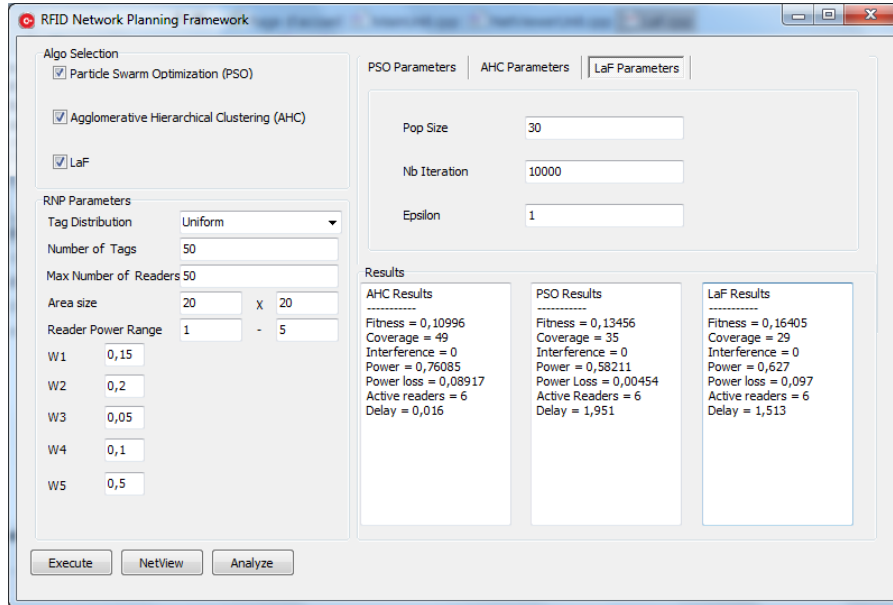 RFID Network Planning Framework
Algo Selection
Particle Swarm Optimization (PSO)
Agglomerative Hierarchical Clustering (AHC)
LaF
RNP Parameters
Tag Distribution Uniform
Number of Tags 50
Max Number of Readers 50
Area size 20 X 20
Reader Power Range 1 - 5
W1 0,15
W2 0,2
W3 0,05
W4 0,1
W5 0,5
Execute NetView Analyze
PSO Parameters AHC Parameters LaF Parameters
Pop Size 30
Nb Iteration 10000
Epsilon 1
Results
AHC Results
-----------
Fitness = 0,10996
Coverage = 49
Interference = 0
Power = 0,76085
Power loss = 0,08917
Active readers = 6
Delay = 0,016
PSO Results
-----------
Fitness = 0,13456
Coverage = 35
Interference = 0
Power = 0,58211
Power Loss = 0,00454
Active Readers = 6
Delay = 1,951
LaF Results
-----------
Fitness = 0,16405
Coverage = 29
Interference = 0
Power = 0,627
Power loss = 0,097
Active readers = 6
Delay = 1,513